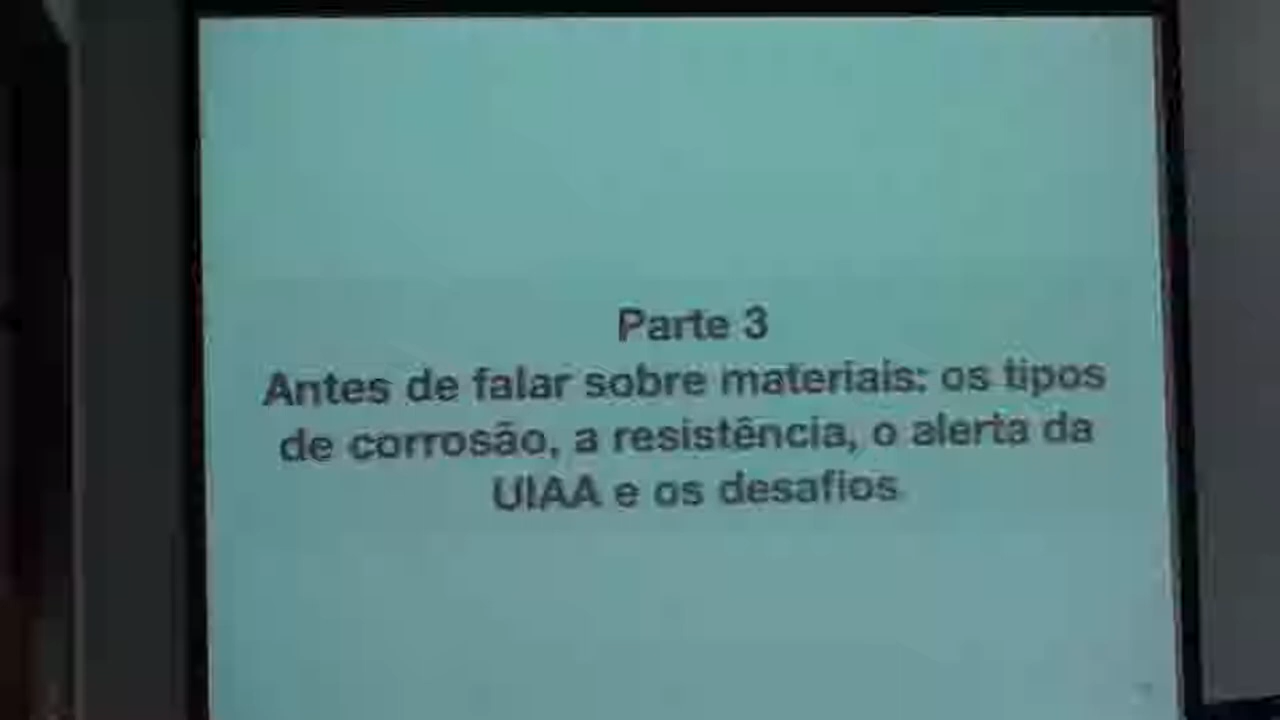 Parte 3
Antes de falar sobre materiais: os tipos
de corrosão, a resistência, o alerta da
UIAA e os desafios